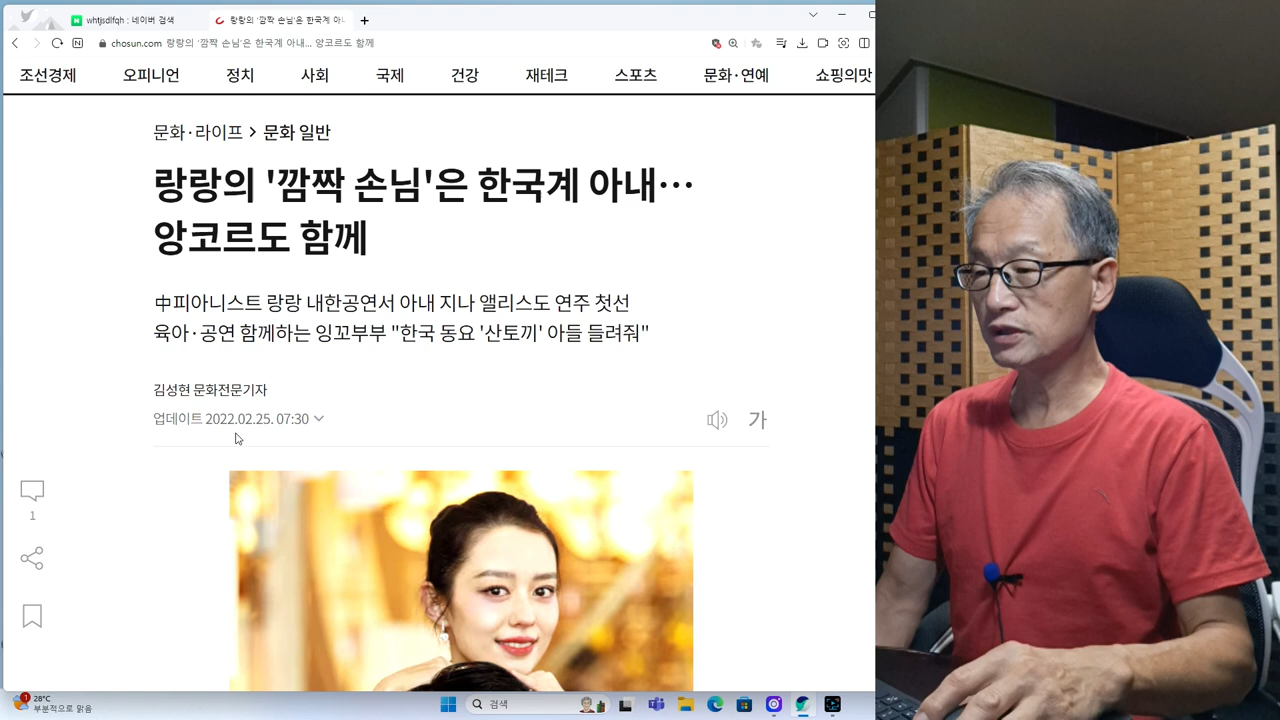 whtjsdlfqh : 네이버 검색
랑랑의 '깜짝 손님'은 한국계 아내
chosun.com 랑랑의 '깜짝 손님'은 한국계 아내... 앙코르도 함께
조선경제 오피니언 정치 사회 국제 건강 재테크 스포츠 문화·연예 쇼핑의맛
문화·라이프 > 문화 일반
랑랑의 '깜짝 손님'은 한국계 아내…
앙코르도 함께
中피아니스트 랑랑 내한공연서 아내 지나 앨리스도 연주 첫선
육아·공연 함께하는 잉꼬부부 "한국 동요 '산토끼' 아들 들려줘"
김성현 문화전문기자
업데이트 2022.02.25. 07:30
가
1
1
28°C
부분적으로 맑음
검색